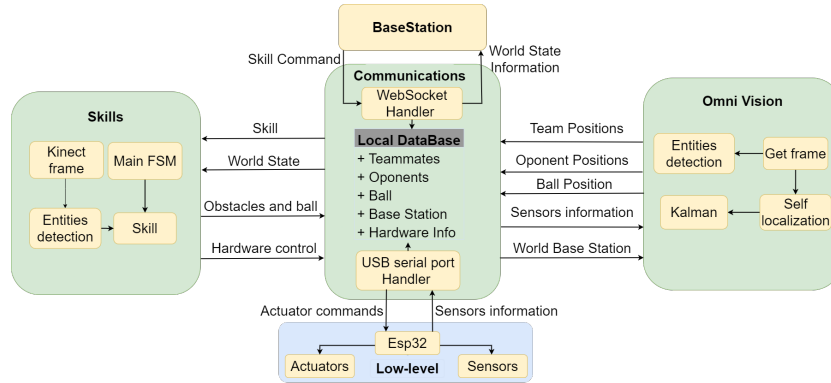 BaseStation
Skill Command
World State
Information
Communications
WebSocket
Handler
Local DataBase
+ Teammates
+ Oponents
+ Ball
+ Base Station
+ Hardware Info
USB serial port
Handler
Skills
Kinect
frame
Main FSM
Entities
detection
Skill
Skill
World State
Obstacles and ball
Hardware control
Omni Vision
Entities
detection
Get frame
Kalman
Self
localization
Team Positions
Oponent Positions
Ball Position
Sensors information
World Base Station
Actuator commands
Sensors information
Esp32
Actuators
Low-level
Sensors